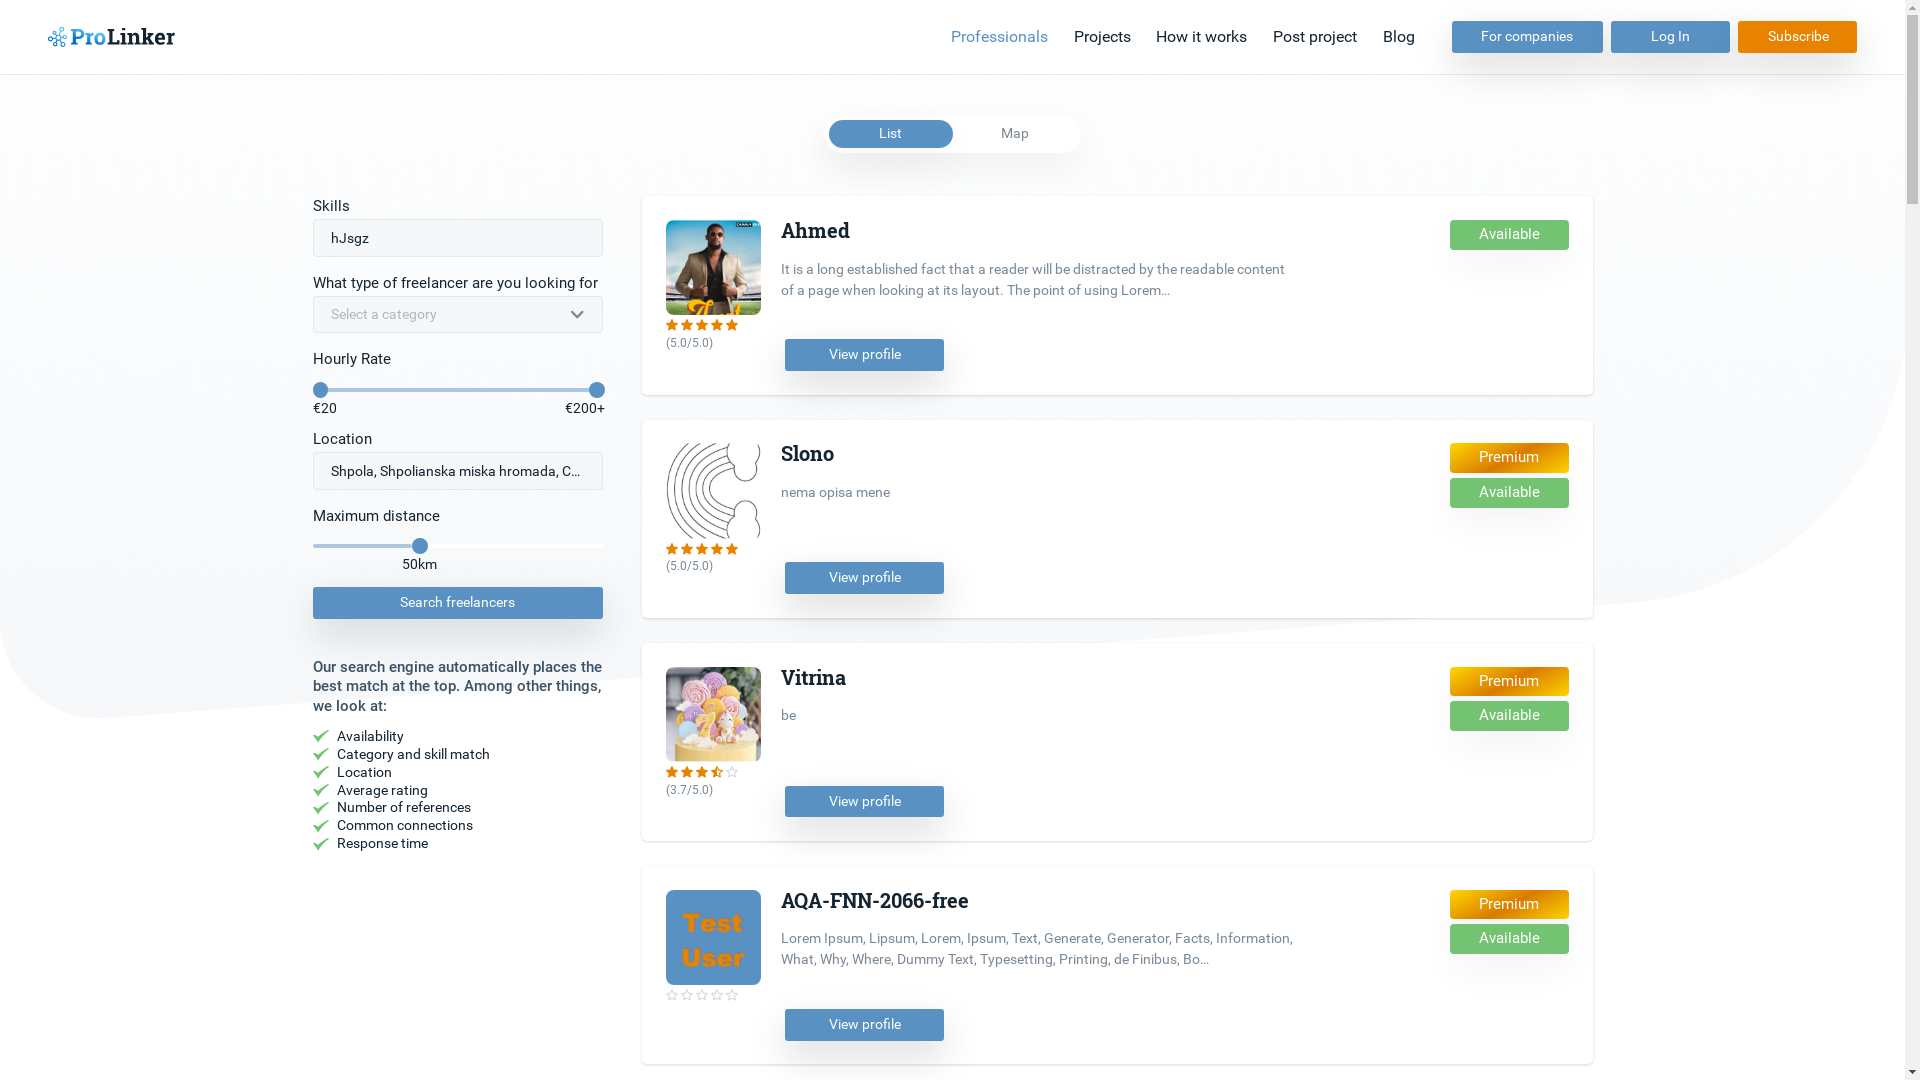 ProLinker
Professionals
Projects
How it works
Post project
Blog
For companies
Log In
Subscribe
List
Map
Skills
hJsgz
What type of freelancer are you looking for
Select a category
Hourly Rate
€20
€200+
Location
Shpola, Shpolianska miska hromada, C...
Maximum distance
50km
Search freelancers
Our search engine automatically places the
best match at the top. Among other things,
we look at:
Availability
Category and skill match
Location
Average rating
Number of references
Common connections
Response time
Ahmed
Available
It is a long established fact that a reader will be distracted by the readable content
of a page when looking at its layout. The point of using Lorem...
(5.0/5.0)
View profile
Slono
Premium
Available
nema opisa mene
(5.0/5.0)
View profile
Vitrina
Premium
Available
be
(3.7/5.0)
View profile
AQA-FNN-2066-free
Premium
Available
Test
User
Lorem Ipsum, Lipsum, Lorem, Ipsum, Text, Generate, Generator, Facts, Information,
What, Why, Where, Dummy Text, Typesetting, Printing, de Finibus, Bo...
View profile